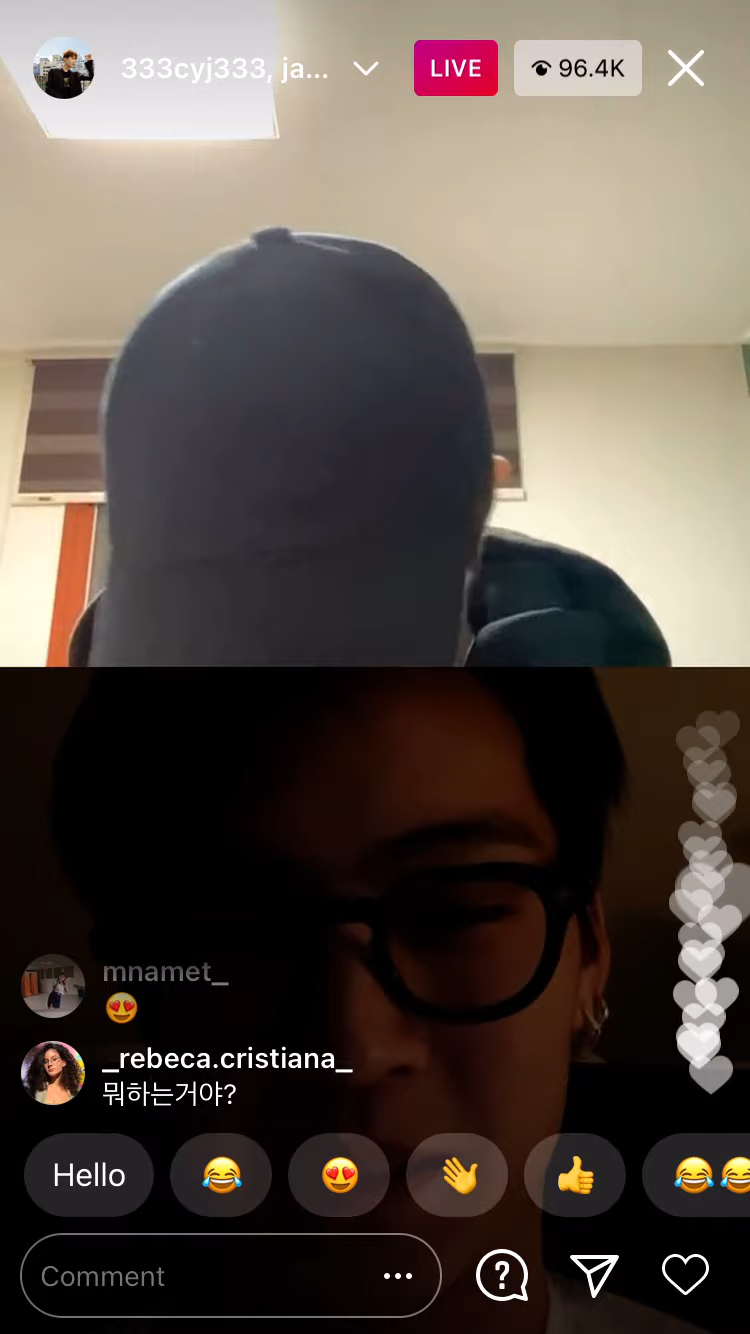 333cyj333, ja...
LIVE
96.4K
mnamet_
😍
_rebeca.cristiana_
뭐하는거야?
Hello
Comment